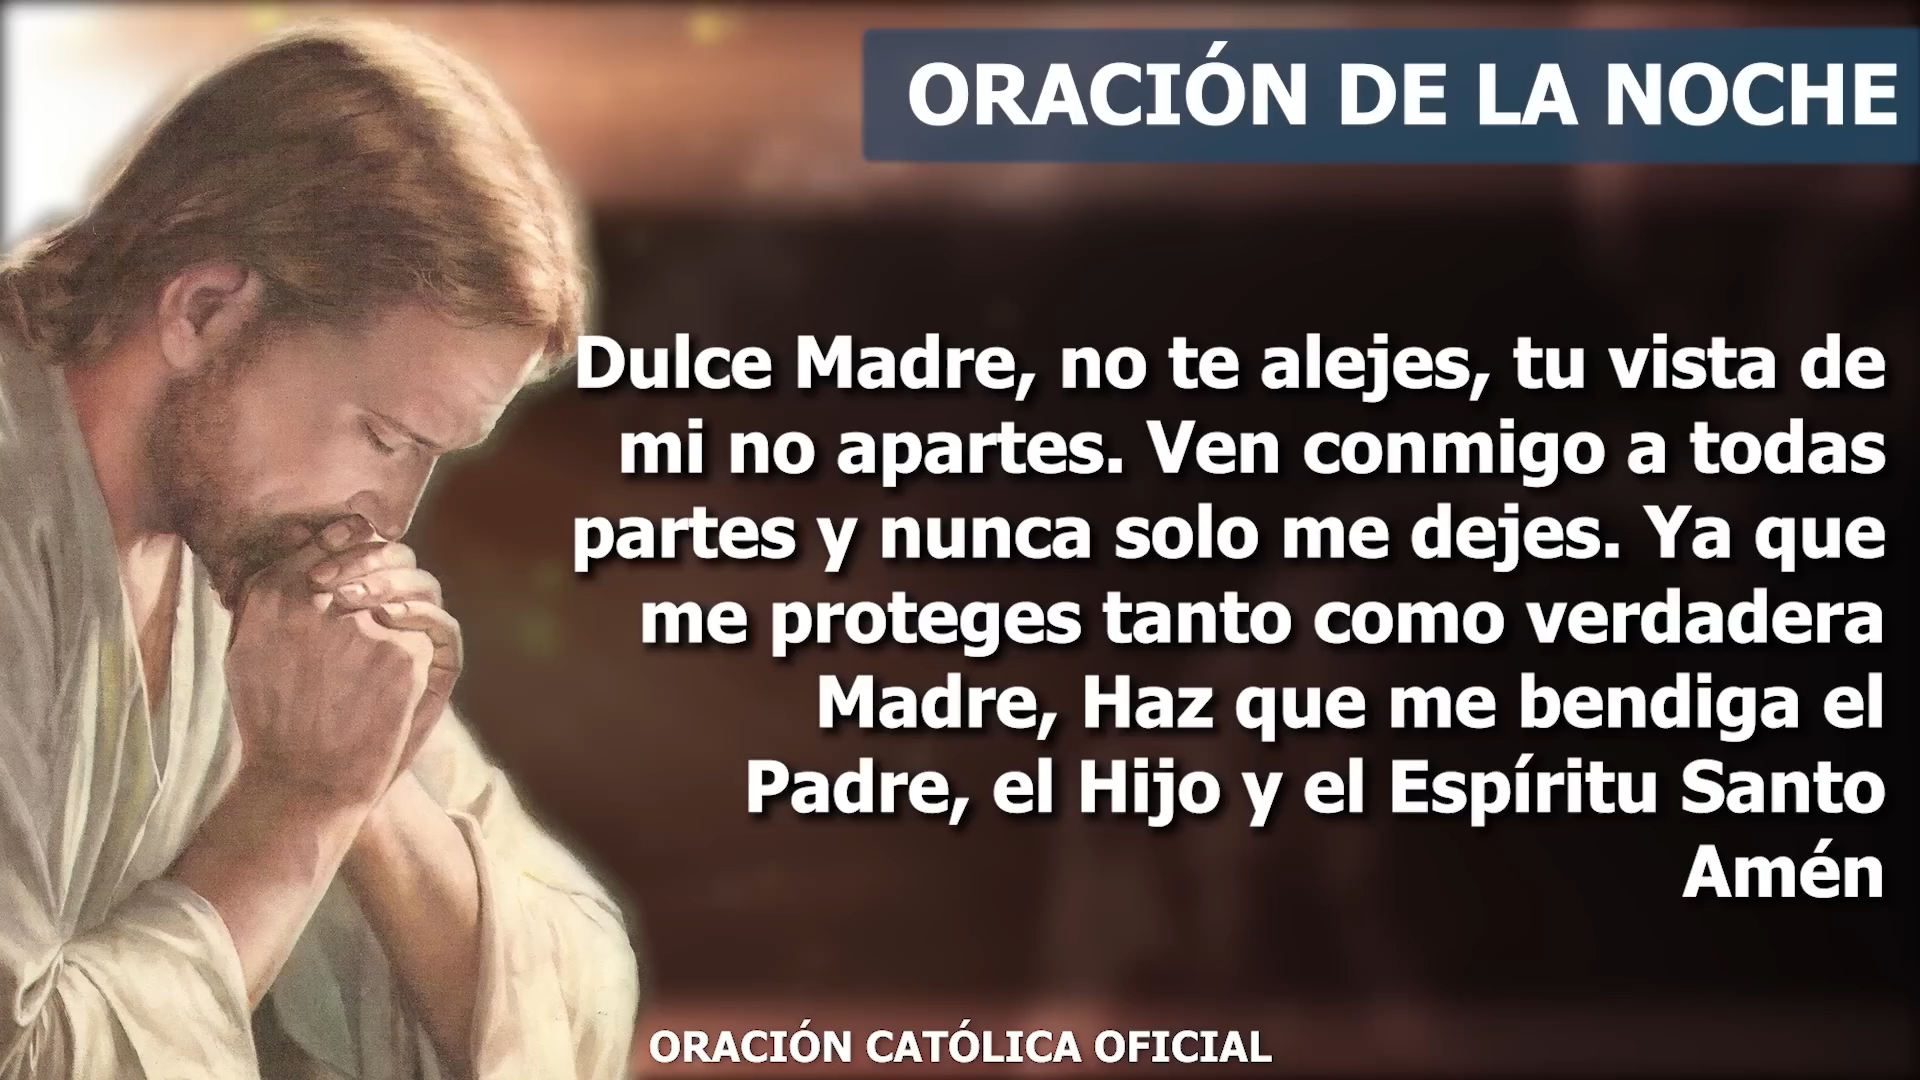 ORACIÓN DE LA NOCHE
Dulce Madre, no te alejes, tu vista de
mi no apartes. Ven conmigo a todas
partes y nunca solo me dejes. Ya que
me proteges tanto como verdadera
Madre, Haz que me bendiga el
Padre, el Hijo y el Espíritu Santo
Amén
ORACIÓN CATÓLICA OFICIAL